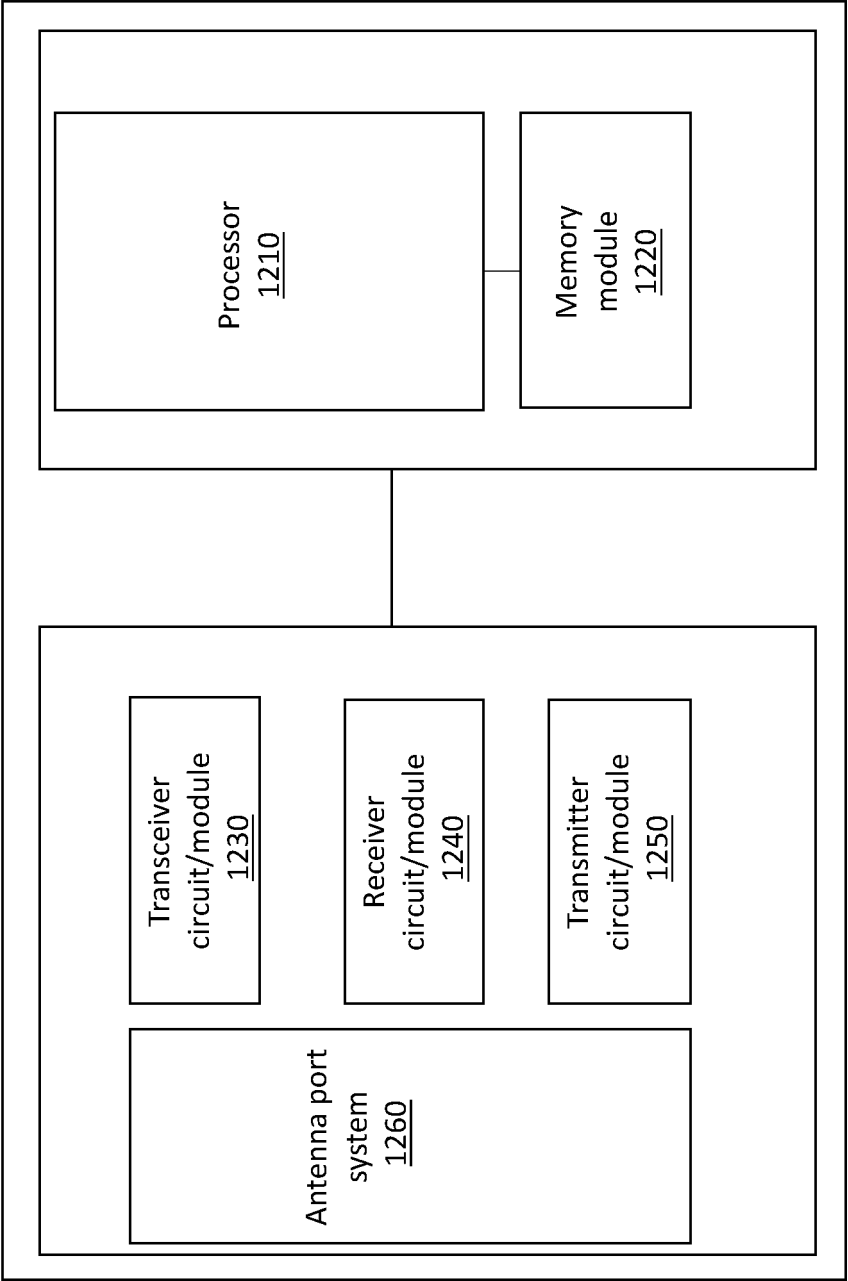 Antenna port
system
1260
Transceiver
circuit/module
1230
Receiver
circuit/module
1240
Transmitter
circuit/module
1250
Processor
1210
Memory
module
1220